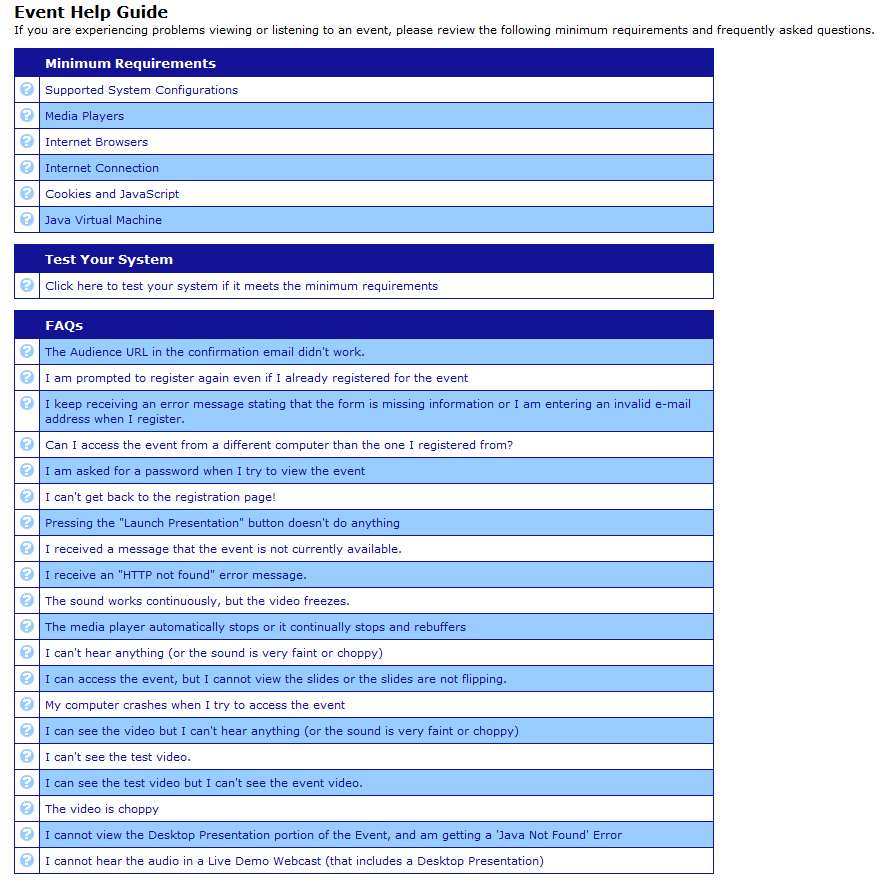 Event Help Guide
If you are experiencing problems viewing or listening to an event, please review the following minimum requirements and frequently asked questions.
Minimum Requirements
Supported System Configurations
Media Players
Internet Browsers
Internet Connection
Cookies and JavaScript
Java Virtual Machine
Test Your System
Click here to test your system if it meets the minimum requirements
FAQs
The Audience URL in the confirmation email didn't work.
I am prompted to register again even if I already registered for the event
I keep receiving an error message stating that the form is missing information or I am entering an invalid e-mail
address when I register.
Can I access the event from a different computer than the one I registered from?
I am asked for a password when I try to view the event
I can't get back to the registration page!
Pressing the "Launch Presentation" button doesn't do anything
I received a message that the event is not currently available.
I receive an "HTTP not found" error message.
The sound works continuously, but the video freezes.
The media player automatically stops or it continually stops and rebuffers
I can't hear anything (or the sound is very faint or choppy)
I can access the event, but I cannot view the slides or the slides are not flipping.
My computer crashes when I try to access the event
I can see the video but I can't hear anything (or the sound is very faint or choppy)
I can't see the test video.
I can see the test video but I can't see the event video.
The video is choppy
I cannot view the Desktop Presentation portion of the Event, and am getting a 'Java Not Found' Error
I cannot hear the audio in a Live Demo Webcast (that includes a Desktop Presentation)